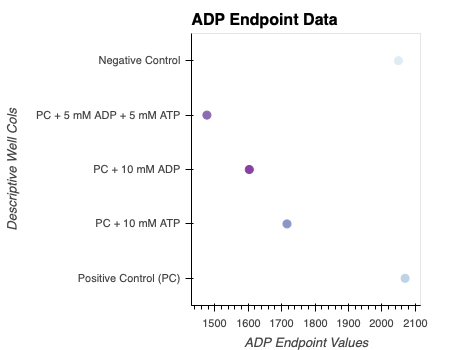 ADP Endpoint Data
Descriptive Well Cols
Negative Control
PC + 5 mM ADP + 5 mM ATP
PC + 10 mM ADP
PC + 10 mM ATP
Positive Control (PC)
1500 1600 1700 1800 1900 2000 2100
ADP Endpoint Values